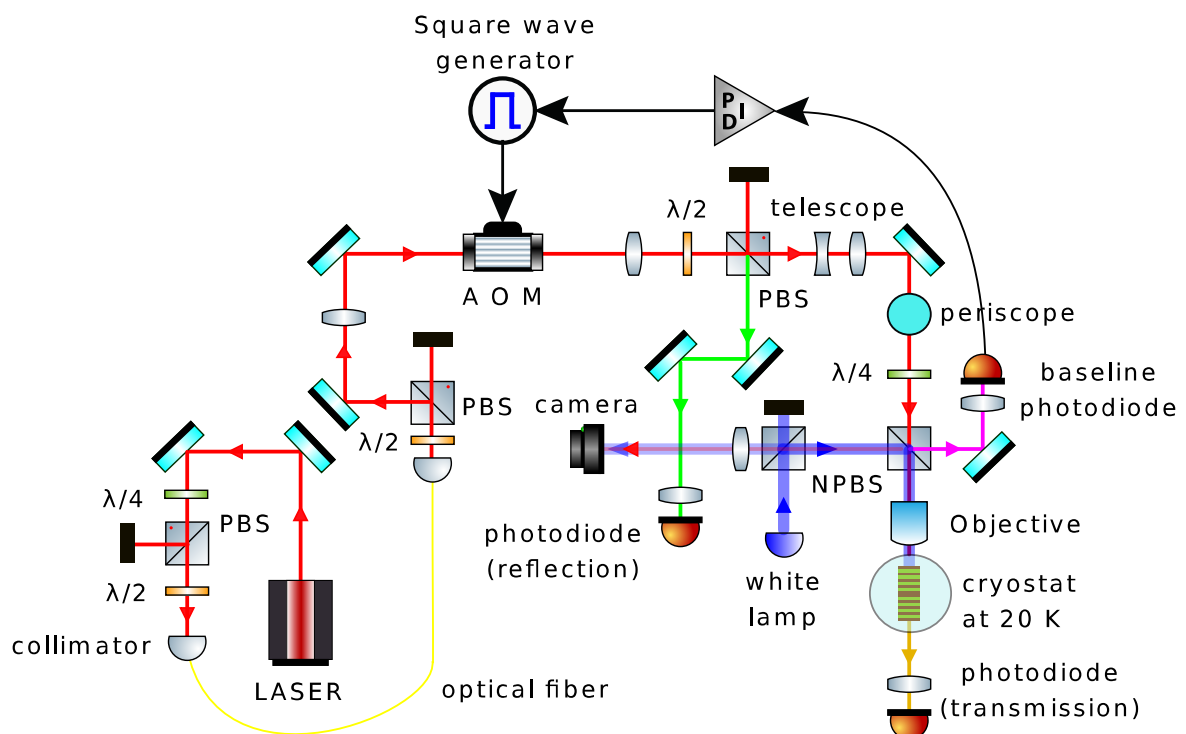 Square wave
generator
P I
D
λ/2
telescope
A O M
PBS
periscope
λ/4
baseline
photodiode
camera
PBS
λ/2
NPBS
λ/4
PBS
Objective
photodiode
(reflection)
white
lamp
cryostat
at 20 K
λ/2
collimator
LASER
optical fiber
photodiode
(transmission)